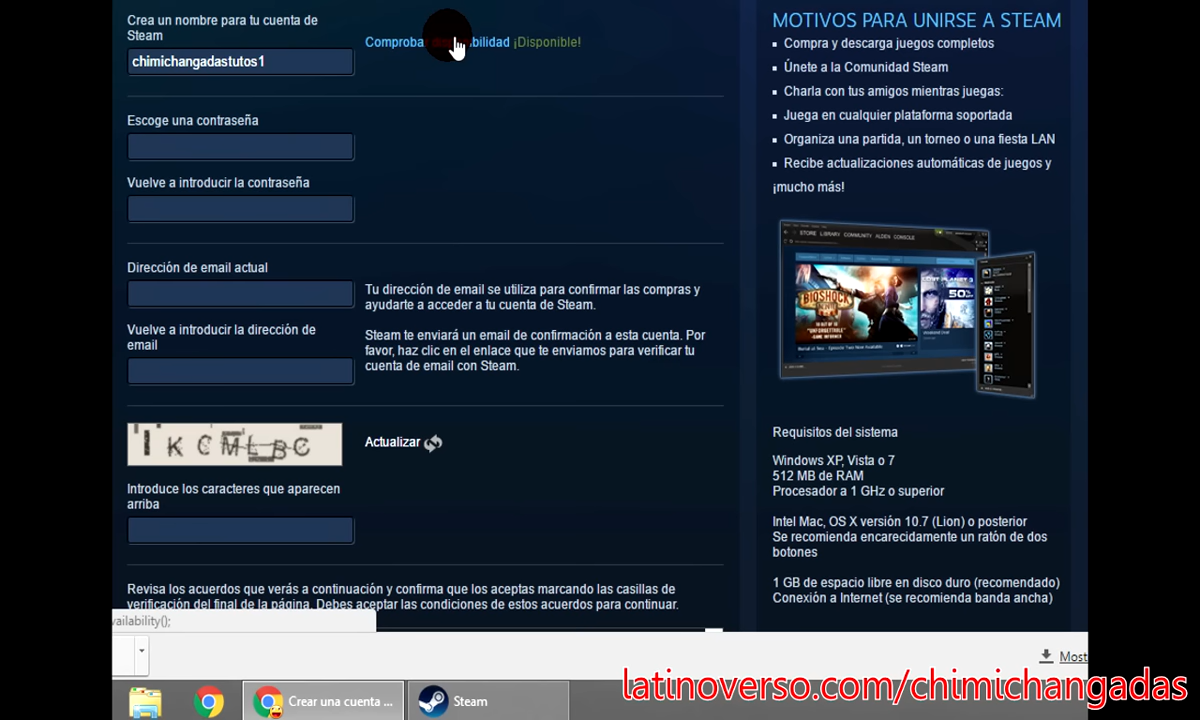 Crea un nombre para tu cuenta de
Steam
chimichangadastutos1
¡Disponible!
Escoge una contraseña
Vuelve a introducir la contraseña
Dirección de email actual
Tu dirección de email se utiliza para confirmar las compras y
ayudarte a acceder a tu cuenta de Steam.
Vuelve a introducir la dirección de
email
Steam te enviará un email de confirmación a esta cuenta. Por
favor, haz clic en el enlace que te enviamos para verificar tu
cuenta de email con Steam.
Actualizar
Introduce los caracteres que aparecen
arriba
Revisa los acuerdos que verás a continuación y confirma que los aceptas marcando las casillas de
verificación del final de la página. Debes aceptar las condiciones de estos acuerdos para continuar.
MOTIVOS PARA UNIRSE A STEAM
Compra y descarga juegos completos
Únete a la Comunidad Steam
Charla con tus amigos mientras juegas:
Juega en cualquier plataforma soportada
Organiza una partida, un torneo o una fiesta LAN
Recibe actualizaciones automáticas de juegos y
¡mucho más!
STORE LIBRARY COMMUNITY ALDEN CONSOLE
BIOSHOCK
INFINITE
50%
Requisitos del sistema
Windows XP, Vista o 7
512 MB de RAM
Procesador a 1 GHz o superior
Intel Mac, OS X versión 10.7 (Lion) o posterior
Se recomienda encarecidamente un ratón de dos
botones
1 GB de espacio libre en disco duro (recomendado)
Conexión a Internet (se recomienda banda ancha)
vailability();
Most
Crear una cuenta ...
Steam
latinoverso.com/chimichangadas